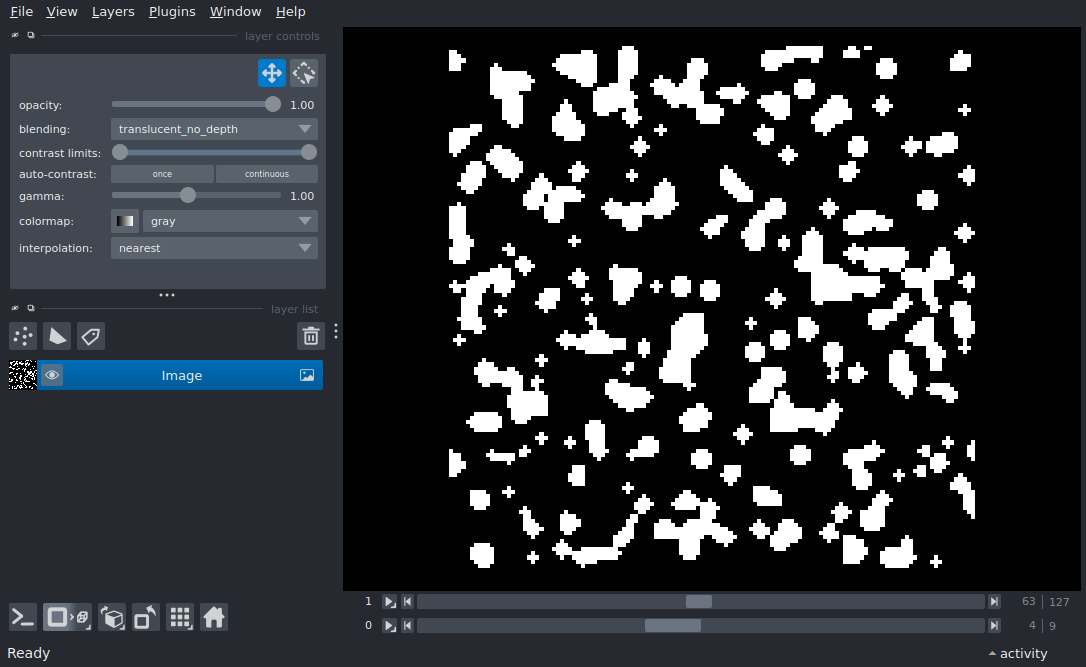 File View Layers Plugins Window Help
layer controls
opacity: 1.00
blending: translucent_no_depth
contrast limits:
auto-contrast: once continuous
gamma: 1.00
colormap: gray
interpolation: nearest
layer list
Image
1 63 127
0 4 9
Ready activity